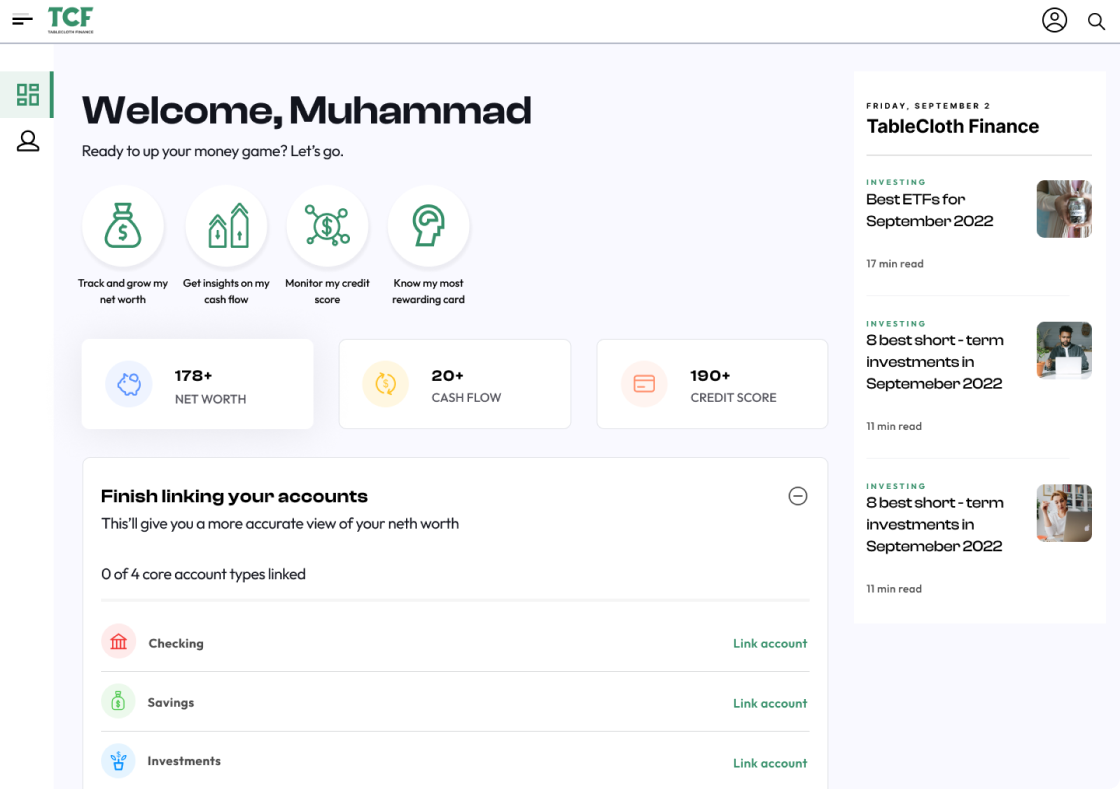 TCF
TABLECLOTH FINANCE
Welcome, Muhammad
Ready to up your money game? Let's go.
Track and grow my
net worth
Get insights on my
cash flow
Monitor my credit
score
Know my most
rewarding card
178+
NET WORTH
20+
CASH FLOW
190+
CREDIT SCORE
Finish linking your accounts
This'll give you a more accurate view of your neth worth
0 of 4 core account types linked
Checking
Link account
Savings
Link account
Investments
Link account
FRIDAY, SEPTEMBER 2
TableCloth Finance
INVESTING
Best ETFs for
September 2022
17 min read
INVESTING
8 best short - term
investments in
Septemeber 2022
11 min read
INVESTING
8 best short - term
investments in
Septemeber 2022
11 min read